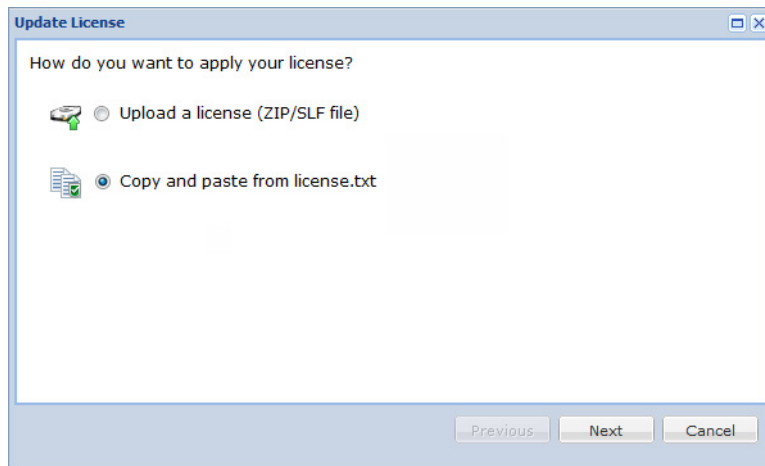 Update License
How do you want to apply your license?
Upload a license (ZIP/SLF file)
Copy and paste from license.txt
Previous Next Cancel